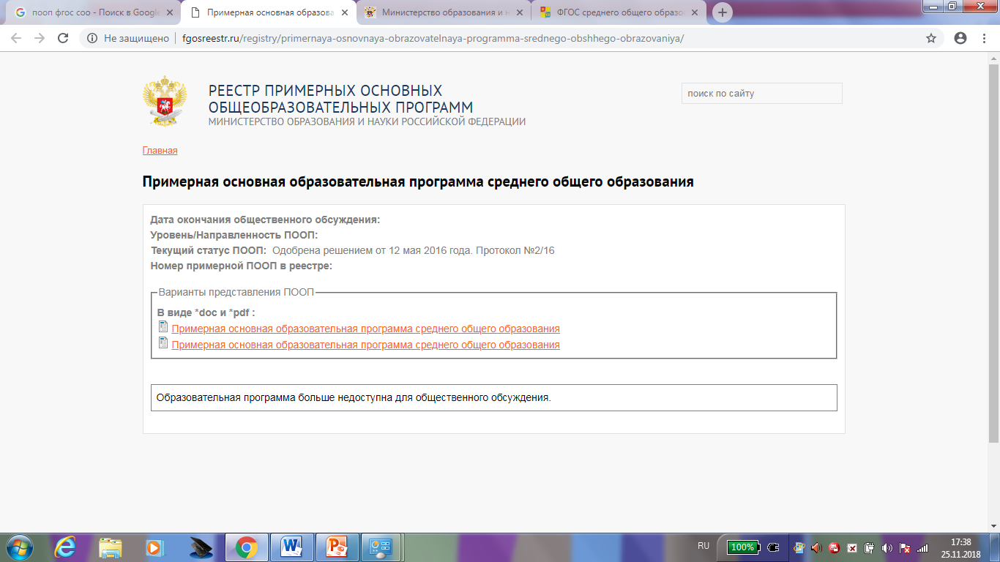 пооп фгос соо - Поиск в Google
Примерная основная образова
Министерство образования и н
ФГОС среднего общего образо
Не защищено
fgosreestr.ru/registry/primernaya-osnovnaya-obrazovatelnaya-programma-srednego-obshhego-obrazovaniya/
РЕЕСТР ПРИМЕРНЫХ ОСНОВНЫХ
ОБЩЕОБРАЗОВАТЕЛЬНЫХ ПРОГРАММ
МИНИСТЕРСТВО ОБРАЗОВАНИЯ И НАУКИ РОССИЙСКОЙ ФЕДЕРАЦИИ
поиск по сайту
Главная
Примерная основная образовательная программа среднего общего образования
Дата окончания общественного обсуждения:
Уровень/Направленность ПООП:
Текущий статус ПООП: Одобрена решением от 12 мая 2016 года. Протокол №2/16
Номер примерной ПООП в реестре:
Варианты представления ПООП
В виде *doc и *pdf :
Примерная основная образовательная программа среднего общего образования
Примерная основная образовательная программа среднего общего образования
Образовательная программа больше недоступна для общественного обсуждения.
RU
100%
17:38
25.11.2018